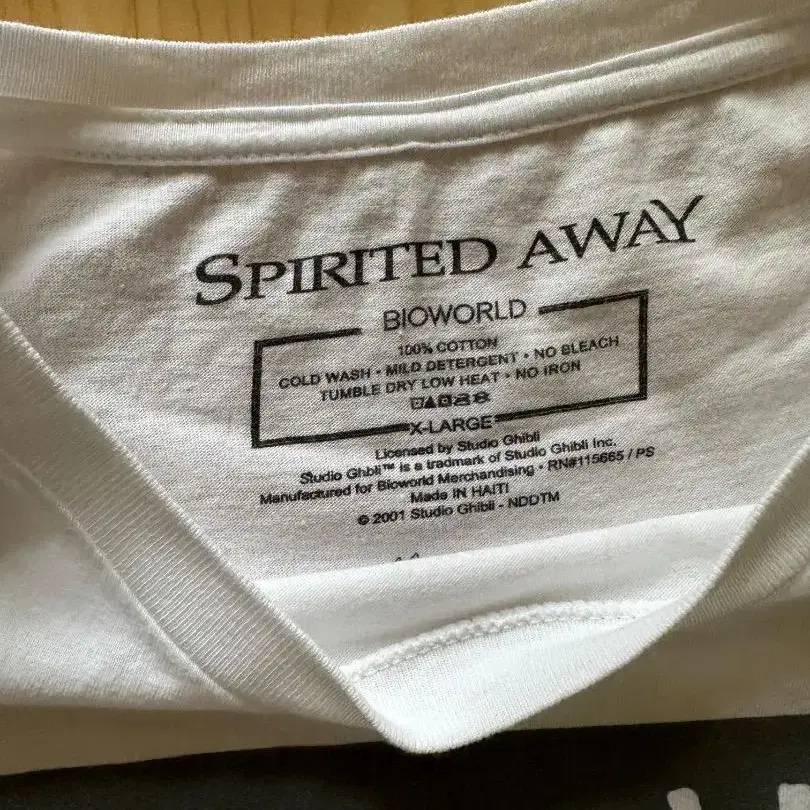 SPIRITED AWAY
BIOWORLD
100% COTTON
COLD WASH • MILD DETERGENT • NO BLEACH
TUMBLE DRY LOW HEAT • NO IRON
X-LARGE
Licensed by Studio Ghibli
Studio Ghbli™ is a trademark of Studio Ghibli Inc.
Manufactured for Bioworld Merchandising • RN#115665 / PS
Made IN HAITI
© 2001 Studio Ghibli - NDDTM